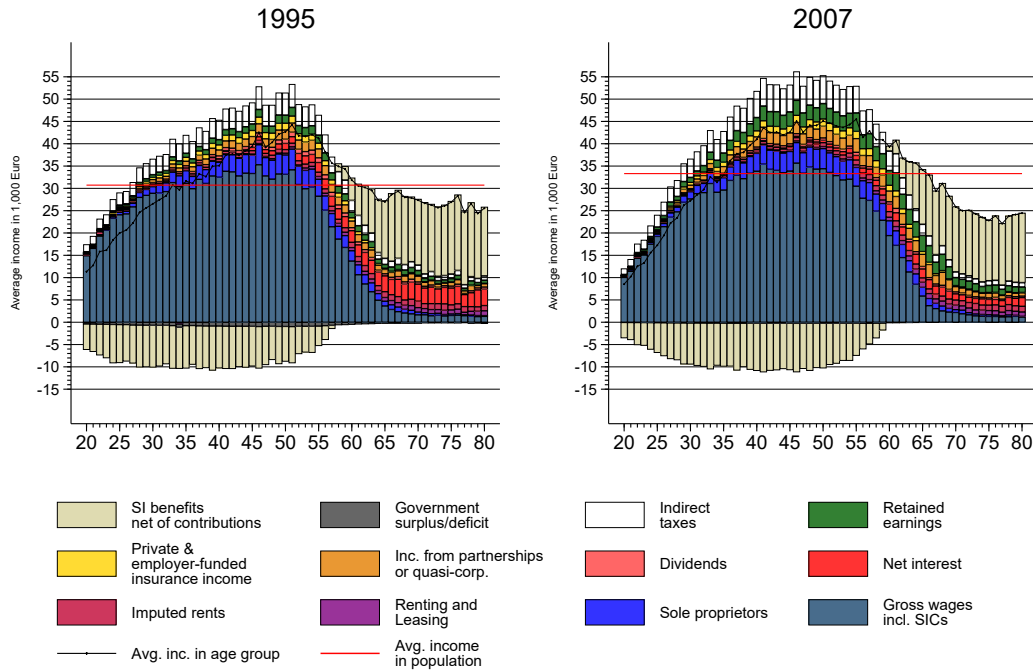 1995
2007
Average income in 1,000 Euro
55
50
45
40
35
30
25
20
15
10
5
0
-5
-10
-15
20 25 30 35 40 45 50 55 60 65 70 75 80
Average income in 1,000 Euro
55
50
45
40
35
30
25
20
15
10
5
0
-5
-10
-15
20 25 30 35 40 45 50 55 60 65 70 75 80
SI benefits
net of contributions
Government
surplus/deficit
Indirect
taxes
Retained
earnings
Private &
employer-funded
insurance income
Inc. from partnerships
or quasi-corp.
Dividends
Net interest
Imputed rents
Renting and
Leasing
Sole proprietors
Gross wages
incl. SICs
Avg. inc. in age group
Avg. income
in population